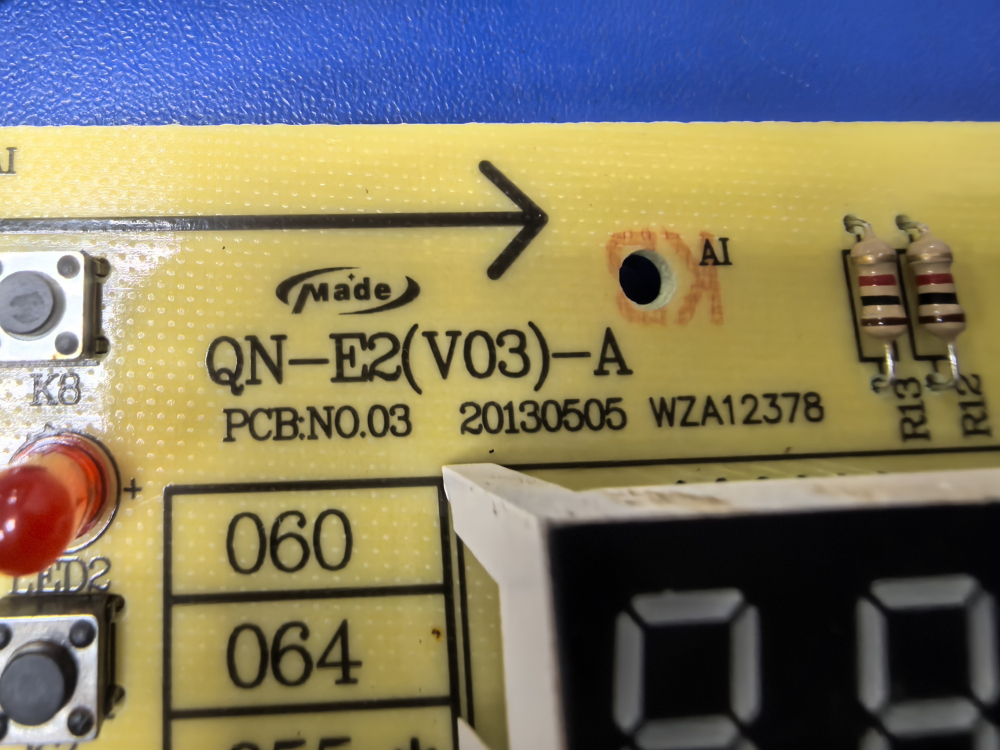 AI
Made
QN-E2(V03)-A
PCB:NO.03 20130505 WZA12378
K8
R13
R12
+
LED2
060
064